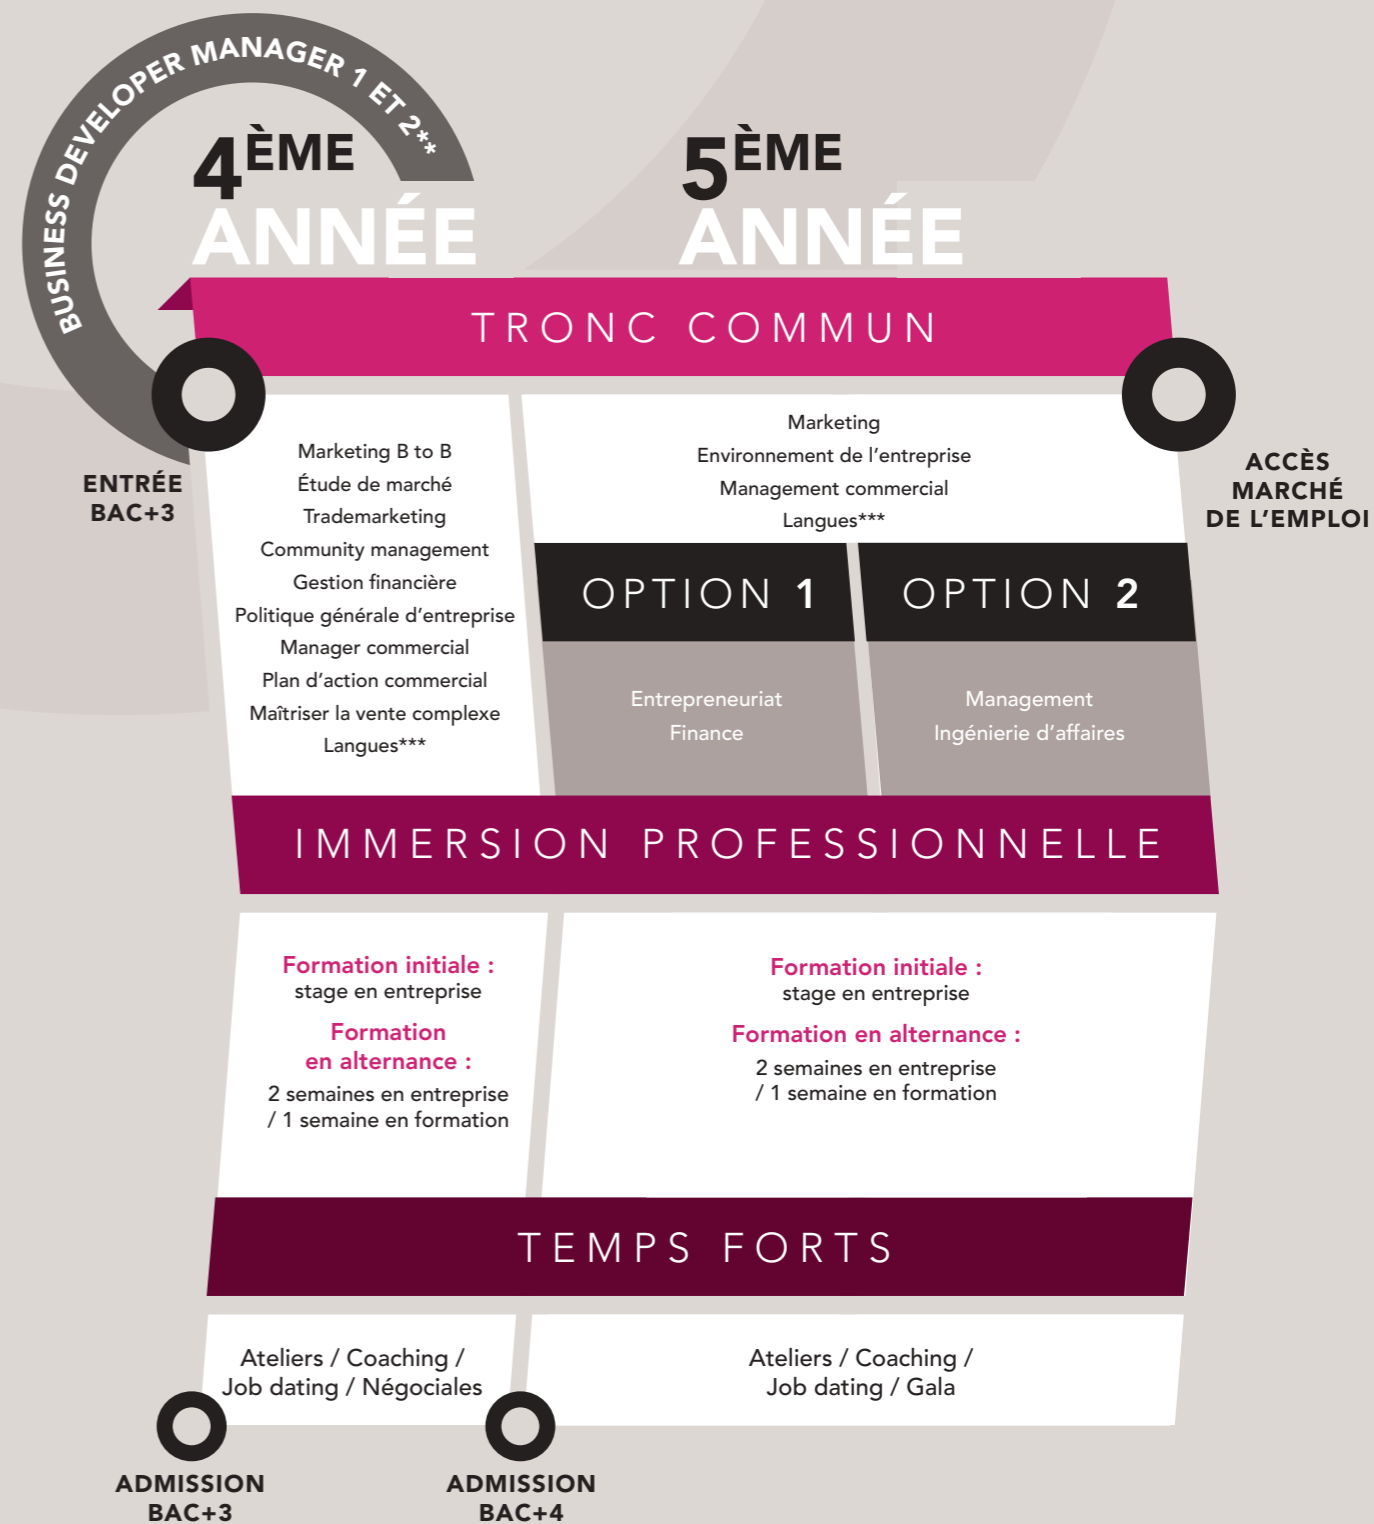 BUSINESS DEVELOPER MANAGER 1 ET 2**
4ÈME
ANNÉE
5ÈME
ANNÉE
TRONC COMMUN
ENTRÉE
BAC+3
Marketing B to B
Étude de marché
Trademarketing
Community management
Gestion financière
Politique générale d'entreprise
Manager commercial
Plan d'action commercial
Maîtriser la vente complexe
Langues***
Marketing
Environnement de l'entreprise
Management commercial
Langues***
ACCÈS
MARCHÉ
DE L'EMPLOI
OPTION 1
Entrepreneuriat
Finance
OPTION 2
Management
Ingénierie d'affaires
IMMERSION PROFESSIONNELLE
Formation initiale :
stage en entreprise
Formation
en alternance :
2 semaines en entreprise
/ 1 semaine en formation
Formation initiale :
stage en entreprise
Formation en alternance :
2 semaines en entreprise
/ 1 semaine en formation
TEMPS FORTS
Ateliers / Coaching /
Job dating / Négociales
Ateliers / Coaching /
Job dating / Gala
ADMISSION
BAC+3
ADMISSION
BAC+4